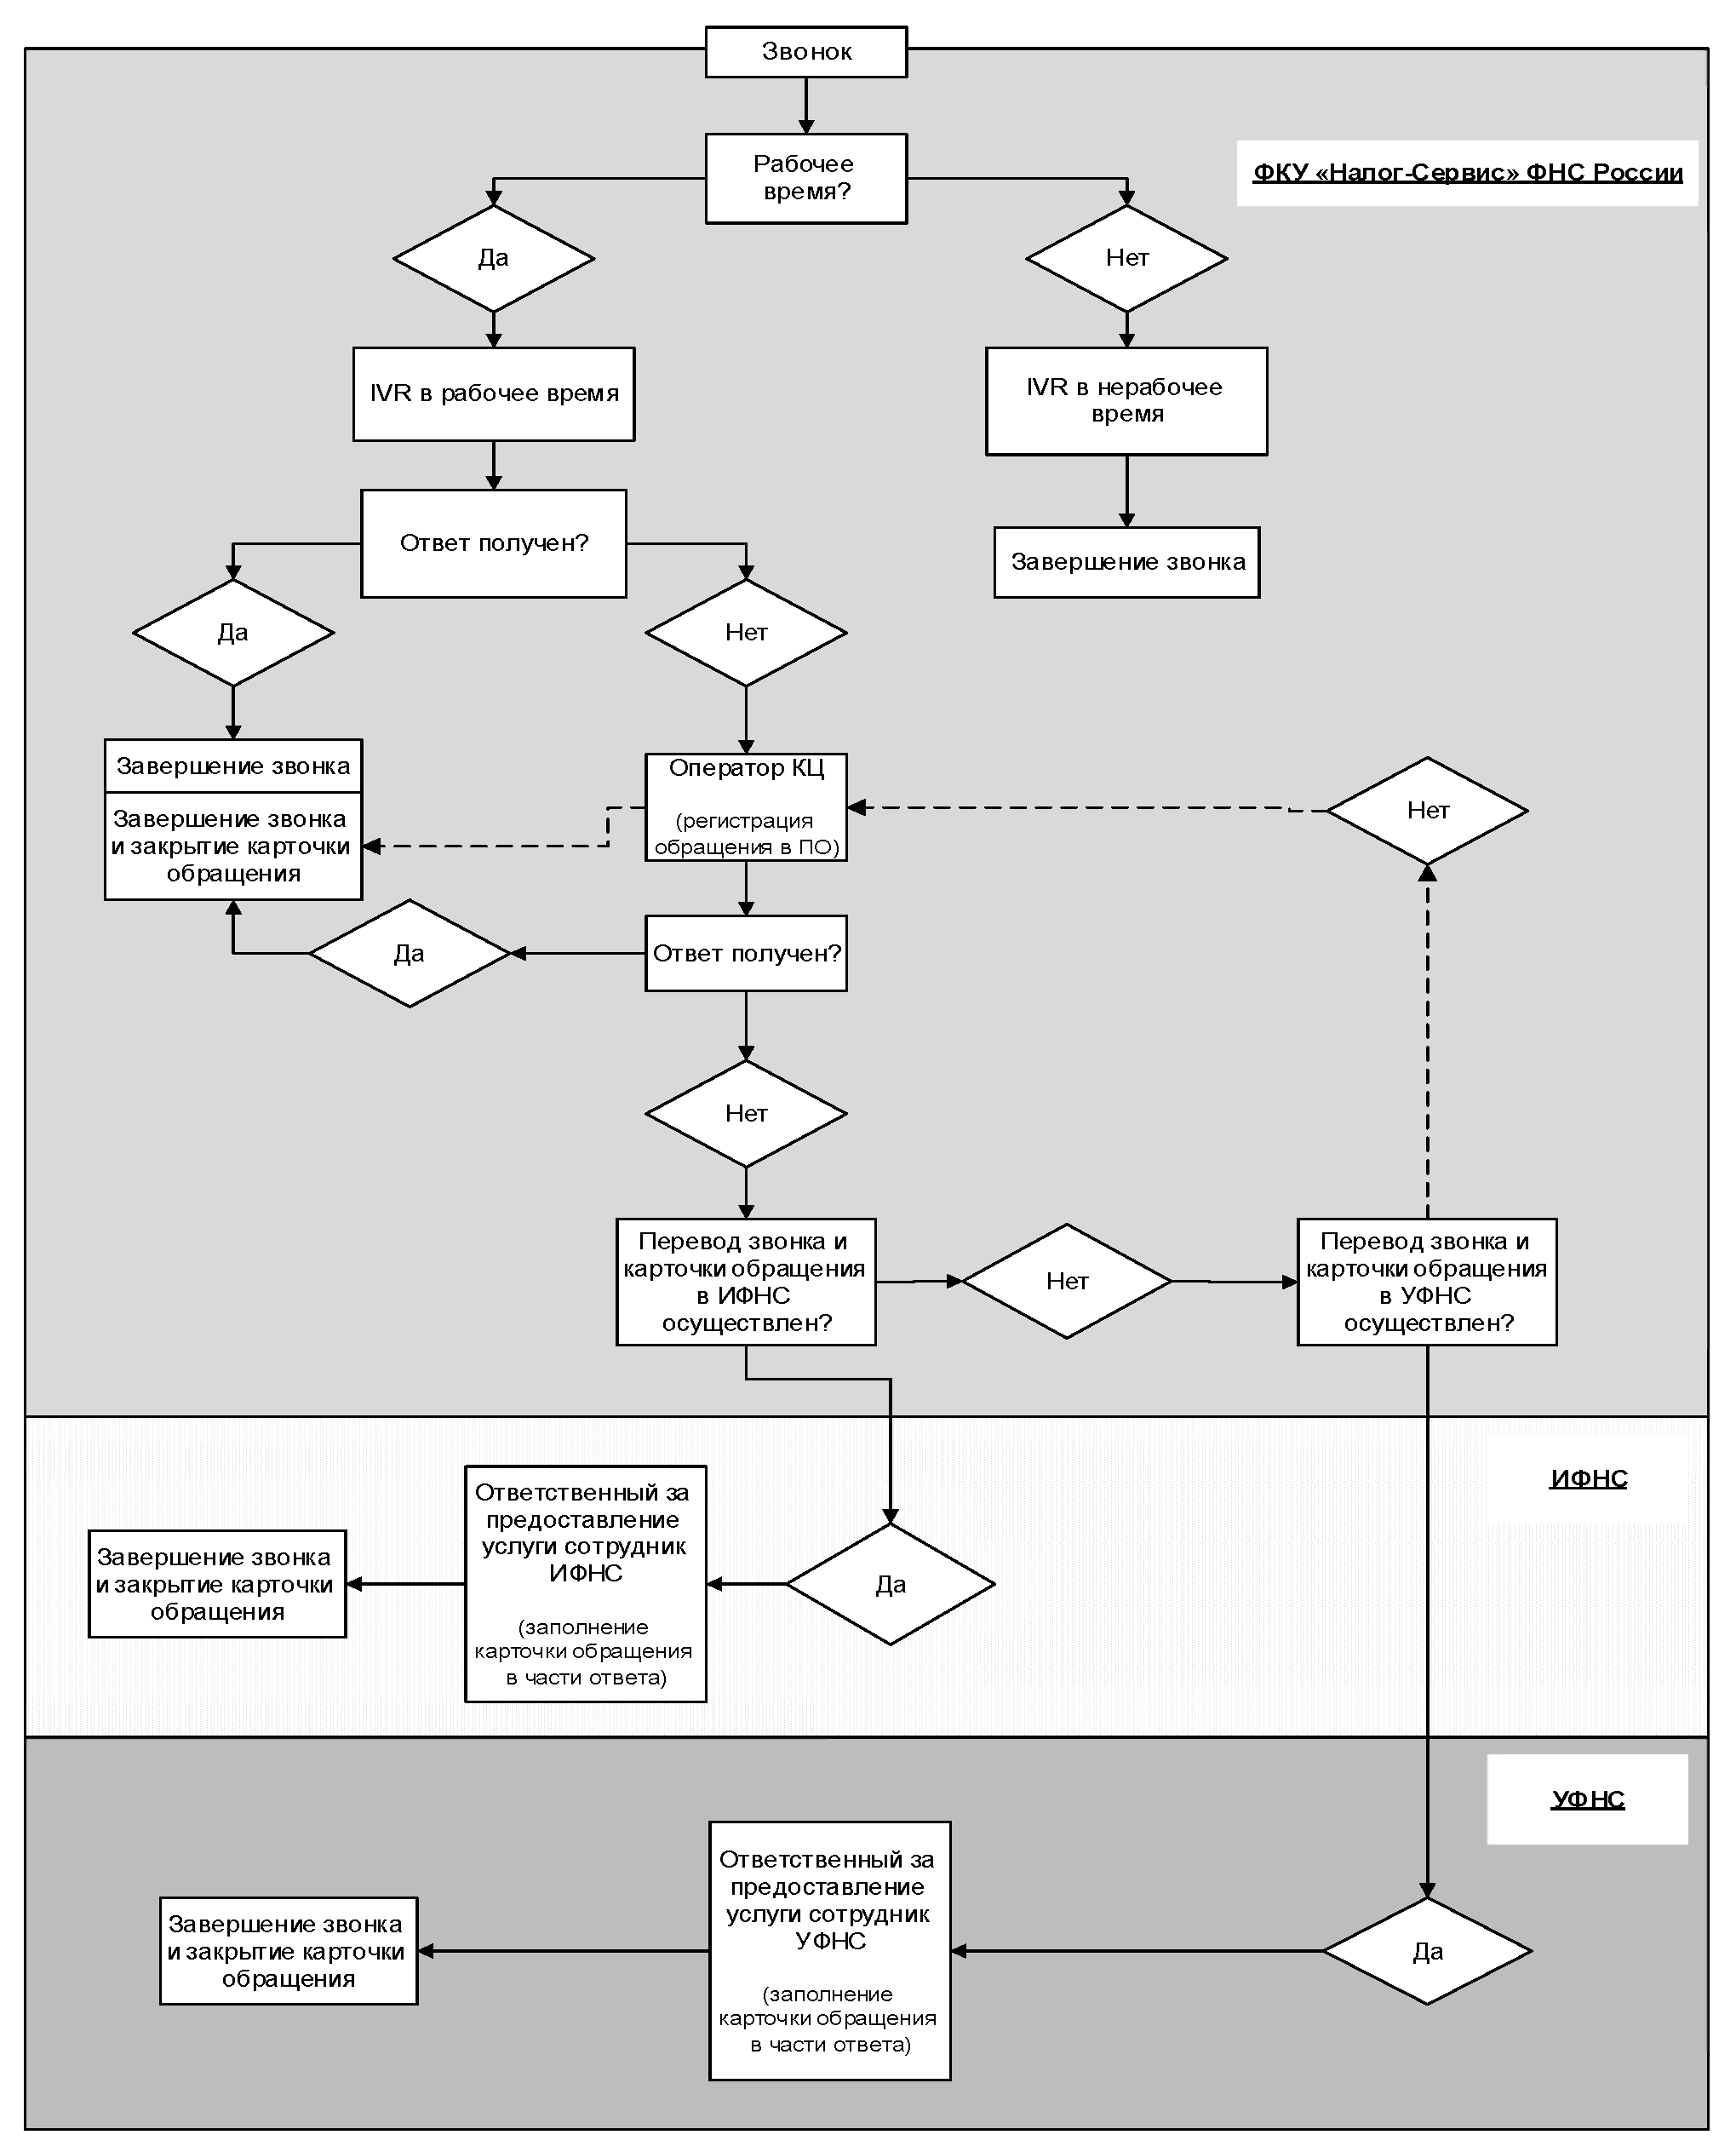 Звонок
Рабочее
время?
ФКУ «Налог-Сервис» ФНС России
Да
Нет
IVR в рабочее время
IVR в нерабочее
время
Ответ получен?
Завершение звонка
Да
Нет
Завершение звонка
Завершение звонка
и закрытие карточки
обращения
Оператор КЦ
(регистрация
обращения в ПО)
Нет
Да
Ответ получен?
Нет
Перевод звонка и
карточки обращения
в ИФНС
осуществлен?
Нет
Перевод звонка и
карточки обращения
в УФНС
осуществлен?
ИФНС
Завершение звонка
и закрытие карточки
обращения
Ответственный за
предоставление
услуги сотрудник
ИФНС
(заполнение
карточки обращения
в части ответа)
Да
УФНС
Завершение звонка
и закрытие карточки
обращения
Ответственный за
предоставление
услуги сотрудник
УФНС
(заполнение
карточки обращения
в части ответа)
Да